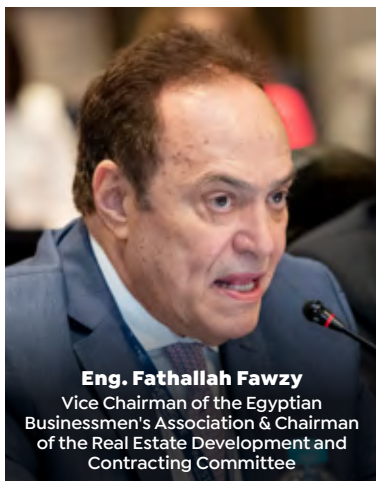 Eng. Fathallah Fawzy
Vice Chairman of the Egyptian
Businessmen's Association & Chairman
of the Real Estate Development and
Contracting Committee